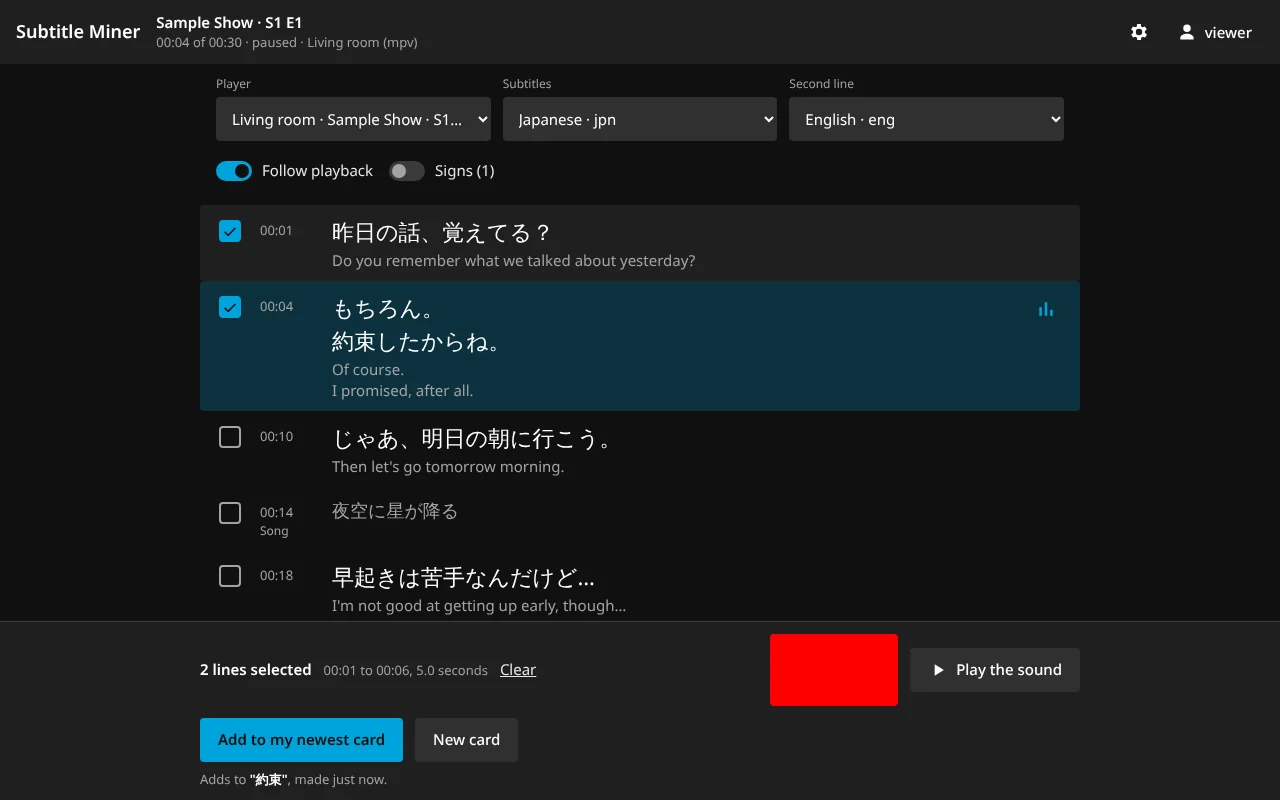 Subtitle Miner
Sample Show · S1 E1
00:04 of 00:30 · paused · Living room (mpv)
viewer
Player
Subtitles
Second line
Living room · Sample Show · S1...
Japanese · jpn
English · eng
Follow playback
Signs (1)
00:01
昨日の話、覚えてる？
Do you remember what we talked about yesterday?
00:04
もちろん。
約束したからね。
Of course.
I promised, after all.
00:10
じゃあ、明日の朝に行こう。
Then let's go tomorrow morning.
00:14
Song
夜空に星が降る
00:18
早起きは苦手なんだけど…
I'm not good at getting up early, though…
2 lines selected
00:01 to 00:06, 5.0 seconds
Clear
Play the sound
Add to my newest card
New card
Adds to "約束", made just now.